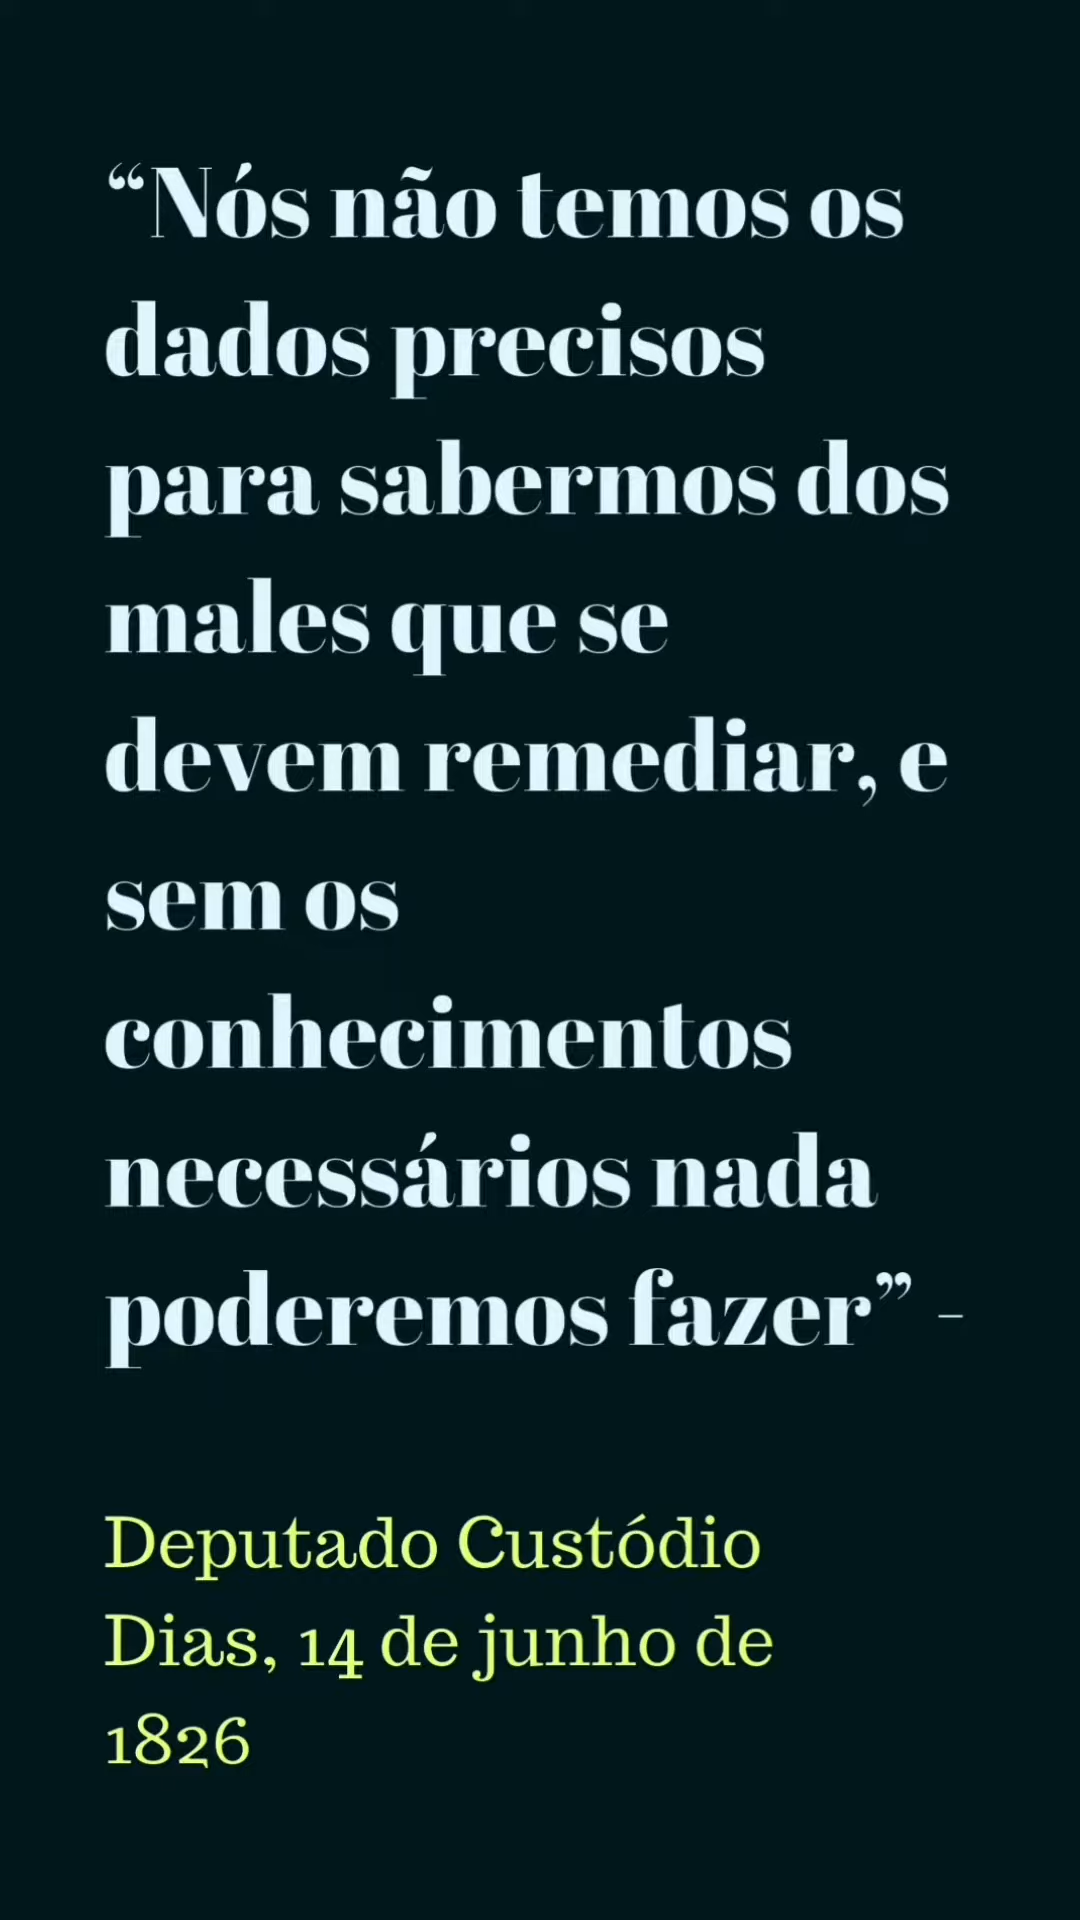 “Nós não temos os
dados precisos
para sabermos dos
males que se
devem remediar, e
sem os
conhecimentos
necessários nada
poderemos fazer” -
Deputado Custódio
Dias, 14 de junho de
1826